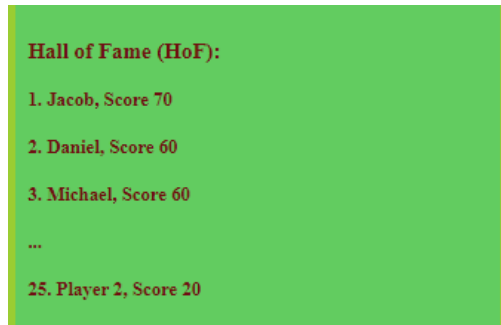 Hall of Fame (HoF):
1. Jacob, Score 70
2. Daniel, Score 60
3. Michael, Score 60
...
25. Player 2, Score 20